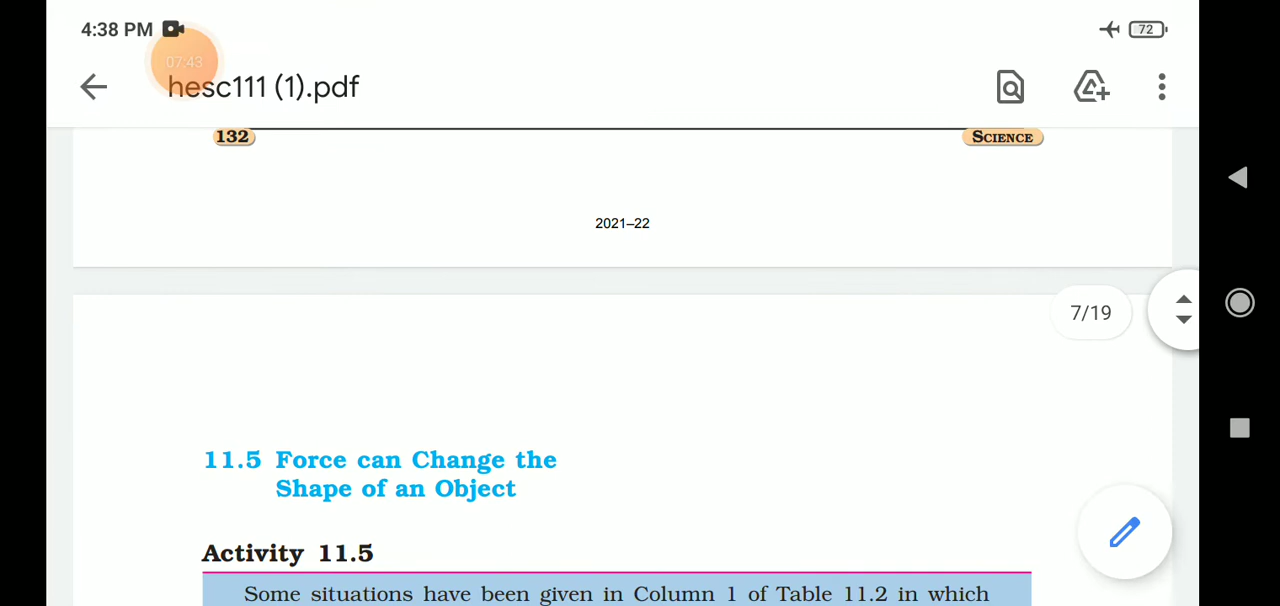 4:38 PM
72
07:43
hesc111 (1).pdf
132
SCIENCE
2021–22
7/19
11.5 Force can Change the
Shape of an Object
Activity 11.5
Some situations have been given in Column 1 of Table 11.2 in which